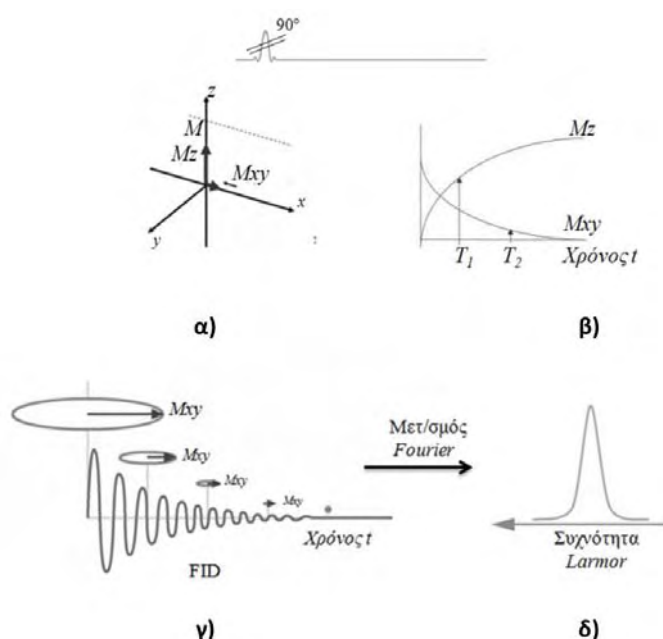 90°
z
M
Mz
Mxy
x
y
α)
Mz
Mxy
T₁
T₂
Χρόνος t
β)
Mxy
Mxy
Mxy
Mxy
Χρόνος t
FID
γ)
Μετ/σμός
Fourier
Συχνότητα
Larmor
δ)